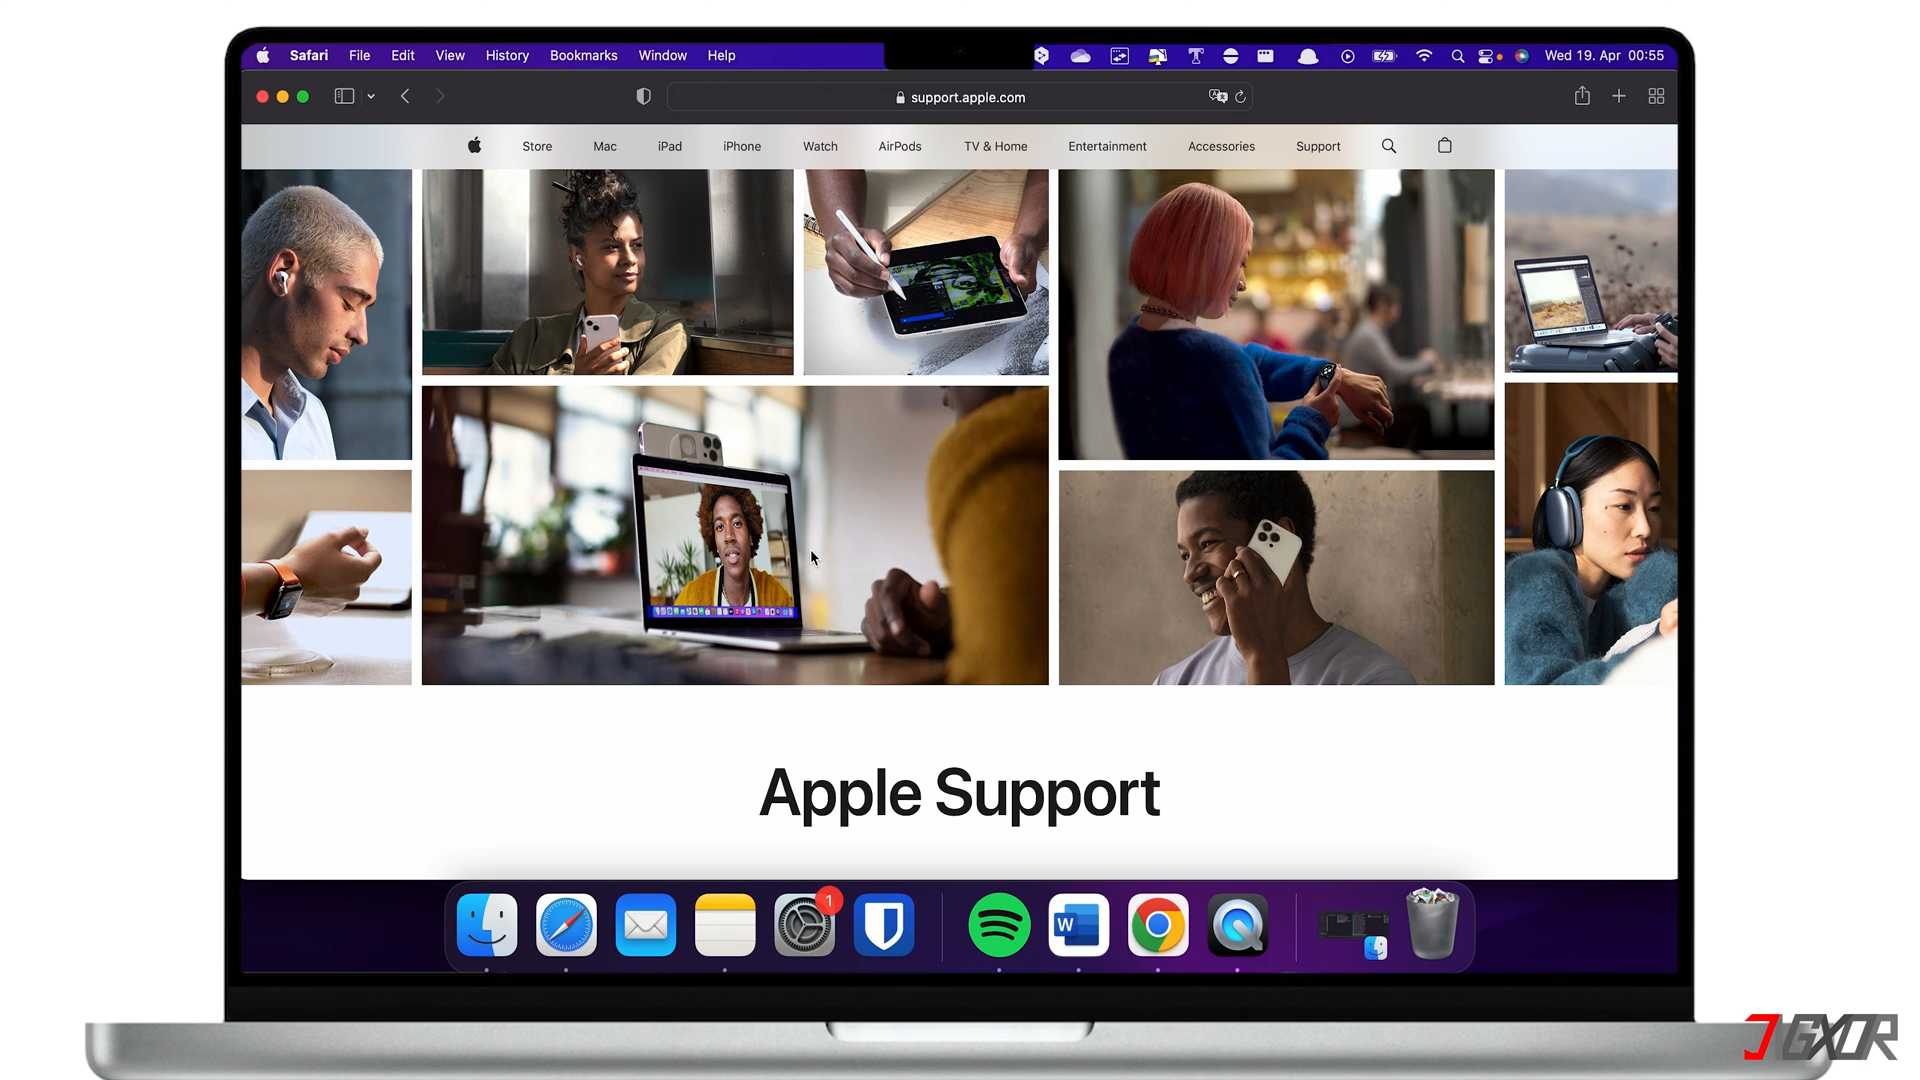 Safari File Edit View History Bookmarks Window Help Wed 19. Apr 00:55
support.apple.com
Store Mac iPad iPhone Watch AirPods TV & Home Entertainment Accessories Support
Apple Support
1
W
JGXOR